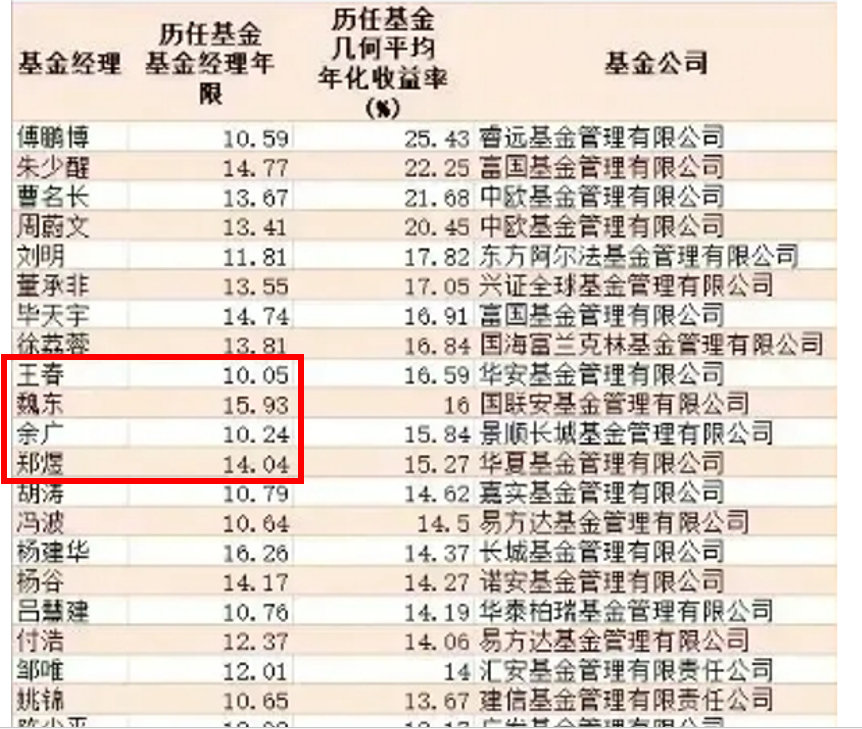 基金经理 历任基金基金经理年限 历任基金几何平均年化收益率(%) 基金公司
傅鹏博 10.59 25.43 睿远基金管理有限公司
朱少醒 14.77 22.25 富国基金管理有限公司
曹名长 13.67 21.68 中欧基金管理有限公司
周蔚文 13.41 20.45 中欧基金管理有限公司
刘明 11.81 17.82 东方阿尔法基金管理有限公司
董承非 13.55 17.05 兴证全球基金管理有限公司
毕天宇 14.74 16.91 富国基金管理有限公司
徐荔蓉 13.81 16.84 国海富兰克林基金管理有限公司
王春 10.05 16.59 华安基金管理有限公司
魏东 15.93 16 国联安基金管理有限公司
余广 10.24 15.84 景顺长城基金管理有限公司
郑煜 14.04 15.27 华夏基金管理有限公司
胡涛 10.79 14.62 嘉实基金管理有限公司
冯波 10.64 14.5 易方达基金管理有限公司
杨建华 16.26 14.37 长城基金管理有限公司
杨谷 14.17 14.27 诺安基金管理有限公司
吕慧建 10.76 14.19 华泰柏瑞基金管理有限公司
付浩 12.37 14.06 易方达基金管理有限公司
邹唯 12.01 14 汇安基金管理有限责任公司
姚锦 10.65 13.67 建信基金管理有限责任公司